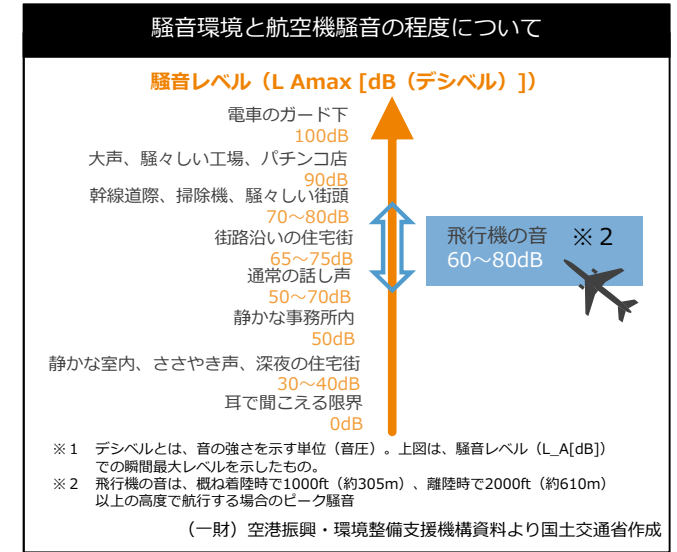 騒音環境と航空機騒音の程度について
騒音レベル（L Amax [dB（デシベル）]）
電車のガード下
100dB
大声、騒々しい工場、パチンコ店
90dB
幹線道際、掃除機、騒々しい街頭
70～80dB
街路沿いの住宅街
65～75dB
通常の話し声
50～70dB
静かな事務所内
50dB
静かな室内、ささやき声、深夜の住宅街
30～40dB
耳で聞こえる限界
0dB
飛行機の音　※２
60～80dB
※１　デシベルとは、音の強さを示す単位（音圧）。上図は、騒音レベル（L_A[dB]）
での瞬間最大レベルを示したもの。
※２　飛行機の音は、概ね着陸時で1000ft（約305m）、離陸時で2000ft（約610m）
以上の高度で航行する場合のピーク騒音
（一財）空港振興・環境整備支援機構資料より国土交通省作成